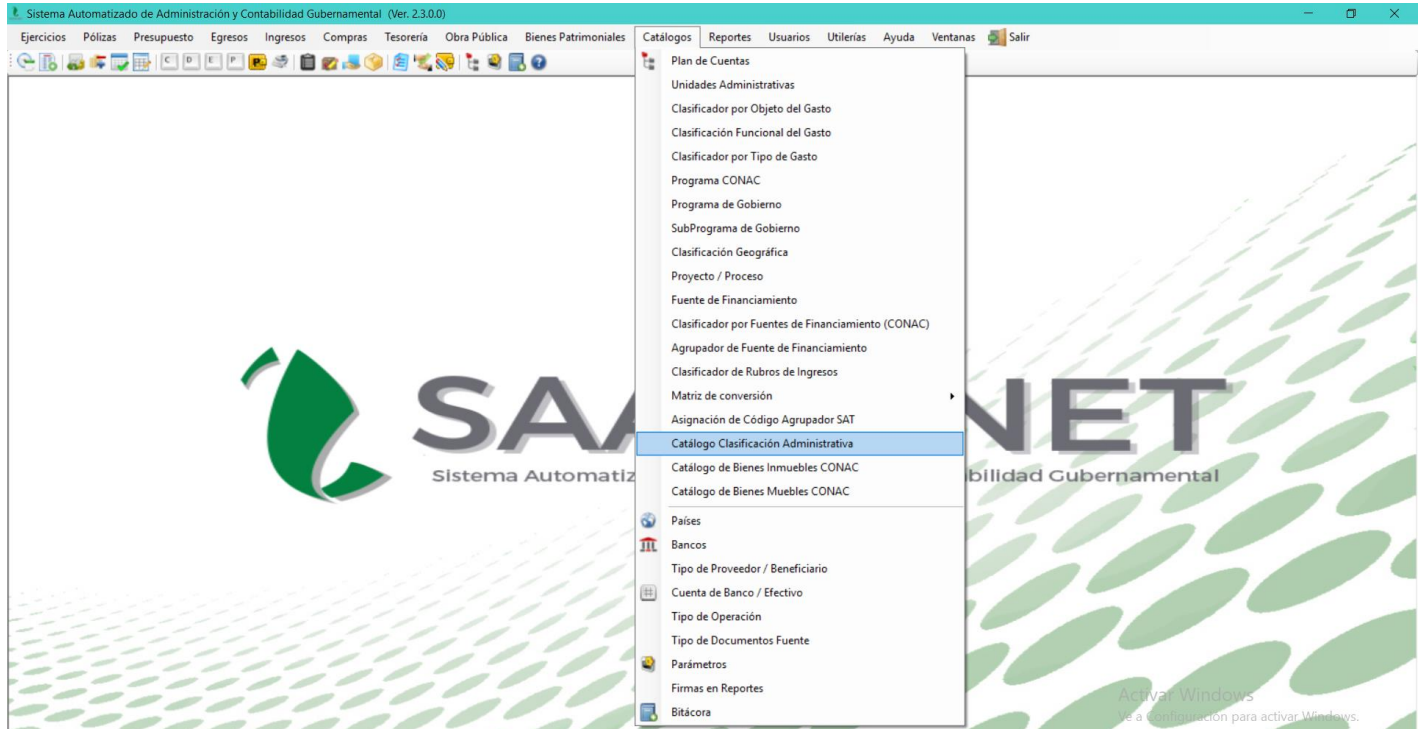 Sistema Automatizado de Administración y Contabilidad Gubernamental (Ver. 2.3.0.0)
Ejercicios Pólizas Presupuesto Egresos Ingresos Compras Tesorería Obra Pública Bienes Patrimoniales Catálogos Reportes Usuarios Utilerías Ayuda Ventanas Salir
C D E P P
Plan de Cuentas
Unidades Administrativas
Clasificador por Objeto del Gasto
Clasificación Funcional del Gasto
Clasificador por Tipo de Gasto
Programa CONAC
Programa de Gobierno
SubPrograma de Gobierno
Clasificación Geográfica
Proyecto / Proceso
Fuente de Financiamiento
Clasificador por Fuentes de Financiamiento (CONAC)
Agrupador de Fuente de Financiamiento
Clasificador de Rubros de Ingresos
Matriz de conversión
Asignación de Código Agrupador SAT
Catálogo Clasificación Administrativa
Catálogo de Bienes Inmuebles CONAC
Catálogo de Bienes Muebles CONAC
Países
Bancos
Tipo de Proveedor / Beneficiario
Cuenta de Banco / Efectivo
Tipo de Operación
Tipo de Documentos Fuente
Parámetros
Firmas en Reportes
Bitácora
SAA NET
Sistema Automatiz bilidad Gubernamental
Activar Windows
Ve a Configuración para activar Windows.